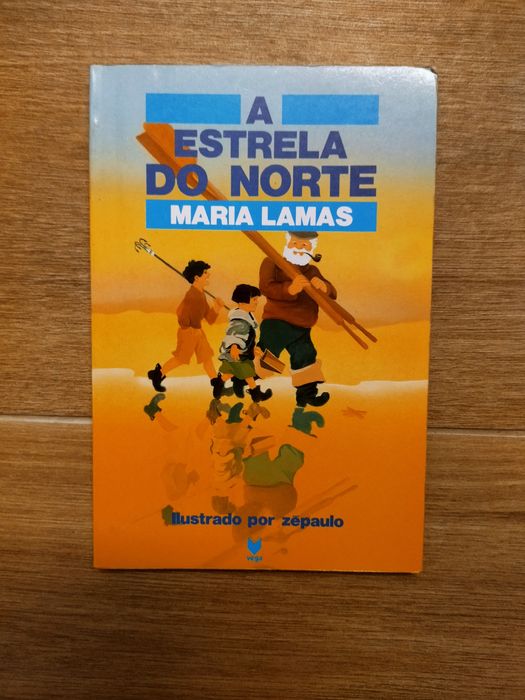 A
ESTRELA
DO NORTE
MARIA LAMAS
ilustrado por zépaulo
vega